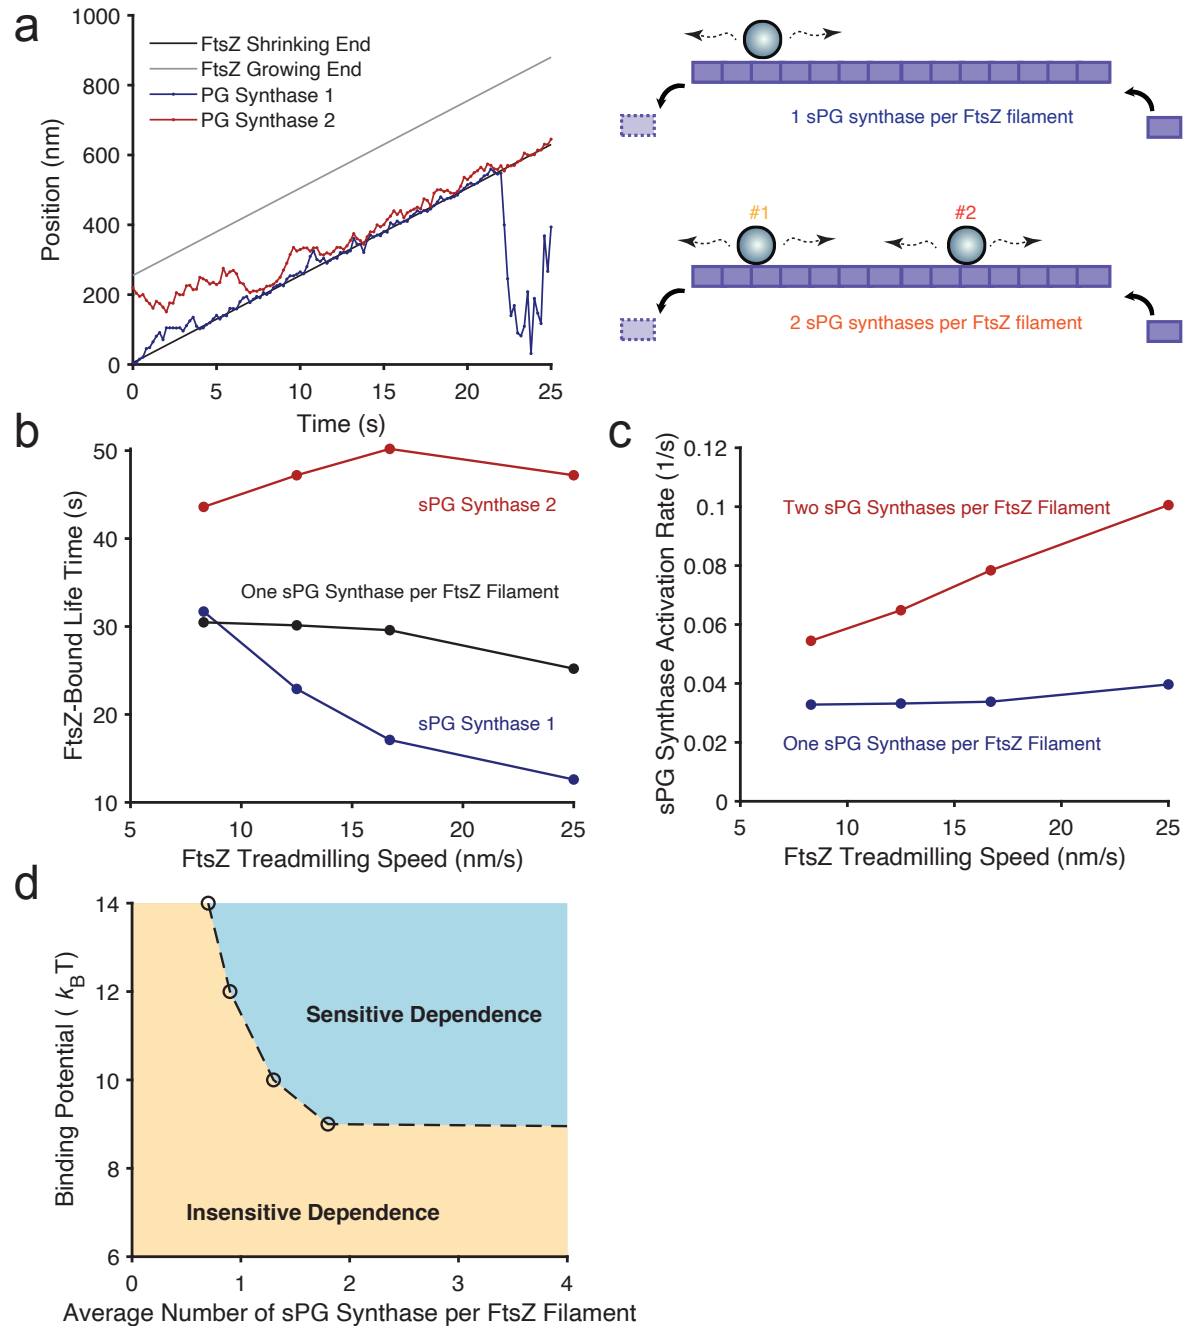 a
1000
800
600
400
200
0
Position (nm)
FtsZ Shrinking End
FtsZ Growing End
PG Synthase 1
PG Synthase 2
0 5 10 15 20 25
Time (s)
1 sPG synthase per FtsZ filament
#1 #2
2 sPG synthases per FtsZ filament
b
50
40
30
20
10
FtsZ-Bound Life Time (s)
sPG Synthase 2
One sPG Synthase per FtsZ Filament
sPG Synthase 1
5 10 15 20 25
FtsZ Treadmilling Speed (nm/s)
c
0.12
0.1
0.08
0.06
0.04
0.02
0
sPG Synthase Activation Rate (1/s)
Two sPG Synthases per FtsZ Filament
One sPG Synthase per FtsZ Filament
5 10 15 20 25
FtsZ Treadmilling Speed (nm/s)
d
14
12
10
8
6
Binding Potential ( kBT)
Sensitive Dependence
Insensitive Dependence
0 1 2 3 4
Average Number of sPG Synthase per FtsZ Filament